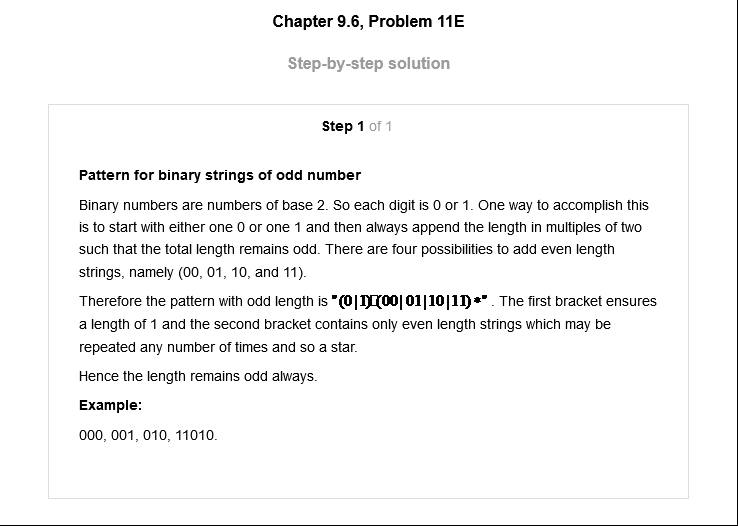 Chapter 9.6, Problem 11E
Step-by-step solution
Step 1 of 1
Pattern for binary strings of odd number
Binary numbers are numbers of base 2. So each digit is 0 or 1. One way to accomplish this
is to start with either one 0 or one 1 and then always append the length in multiples of two
such that the total length remains odd. There are four possibilities to add even length
strings, namely (00, 01, 10, and 11).
Therefore the pattern with odd length is "(0|1)(00|01|10|11)*" . The first bracket ensures
a length of 1 and the second bracket contains only even length strings which may be
repeated any number of times and so a star.
Hence the length remains odd always.
Example:
000, 001, 010, 11010.